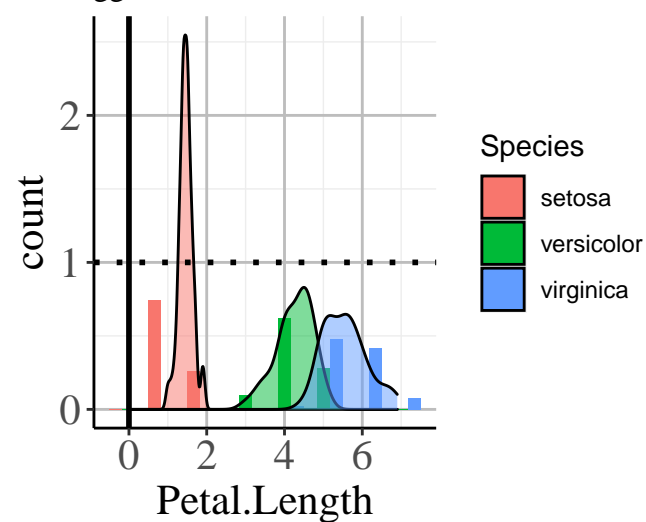 2
1
0
count
0 2 4 6
Petal.Length
Species
setosa
versicolor
virginica